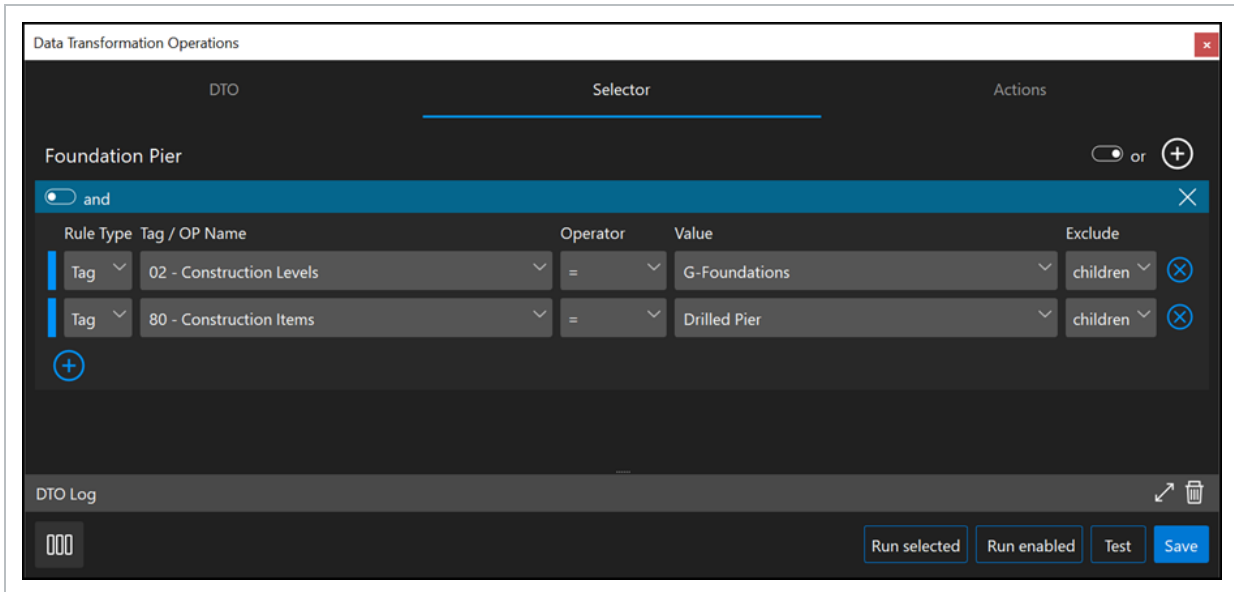 Data Transformation Operations
DTO Selector Actions
Foundation Pier or
and
Rule Type Tag / OP Name Operator Value Exclude
Tag 02 - Construction Levels = G-Foundations children
Tag 80 - Construction Items = Drilled Pier children
DTO Log
Run selected Run enabled Test Save